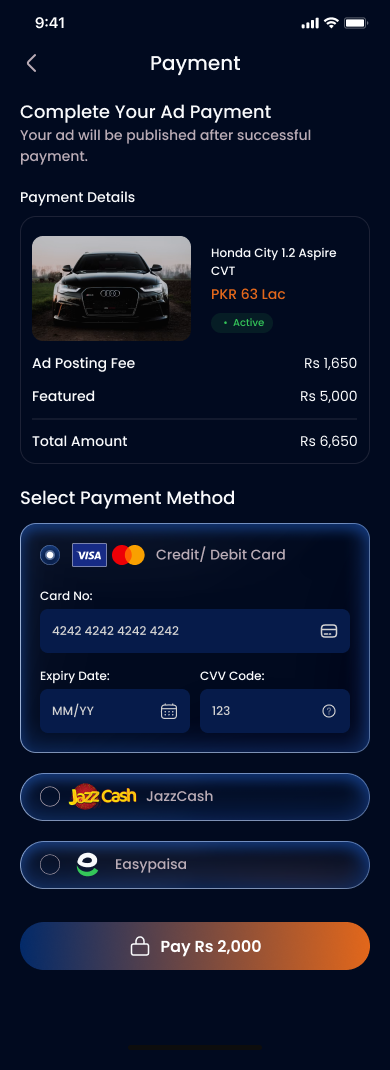 9:41
Payment
Complete Your Ad Payment
Your ad will be published after successful
payment.
Payment Details
Honda City 1.2 Aspire
CVT
PKR 63 Lac
• Active
Ad Posting Fee Rs 1,650
Featured Rs 5,000
Total Amount Rs 6,650
Select Payment Method
VISA Credit/ Debit Card
Card No:
4242 4242 4242 4242
Expiry Date: CVV Code:
MM/YY 123
Jazz Cash JazzCash
Easypaisa
Pay Rs 2,000